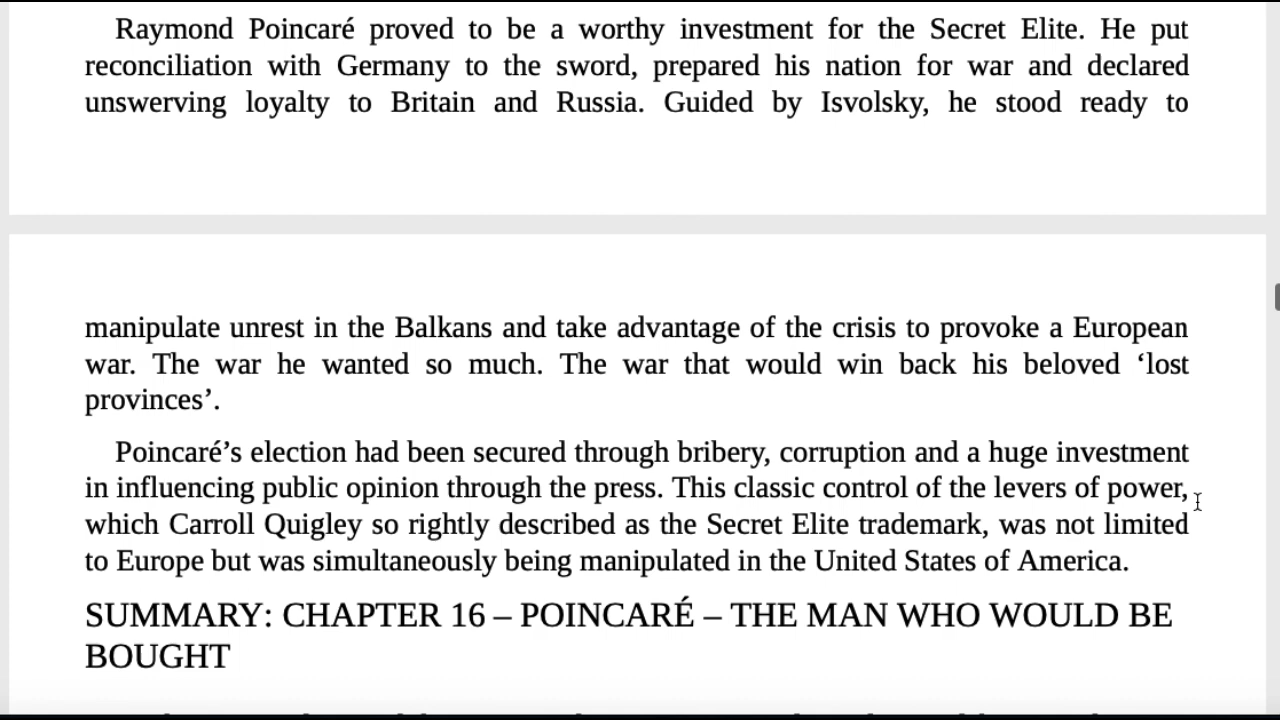 Raymond Poincaré proved to be a worthy investment for the Secret Elite. He put
reconciliation with Germany to the sword, prepared his nation for war and declared
unswerving loyalty to Britain and Russia. Guided by Isvolsky, he stood ready to
manipulate unrest in the Balkans and take advantage of the crisis to provoke a European
war. The war he wanted so much. The war that would win back his beloved ‘lost
provinces’.
Poincaré’s election had been secured through bribery, corruption and a huge investment
in influencing public opinion through the press. This classic control of the levers of power,
which Carroll Quigley so rightly described as the Secret Elite trademark, was not limited
to Europe but was simultaneously being manipulated in the United States of America.
SUMMARY: CHAPTER 16 – POINCARÉ – THE MAN WHO WOULD BE
BOUGHT